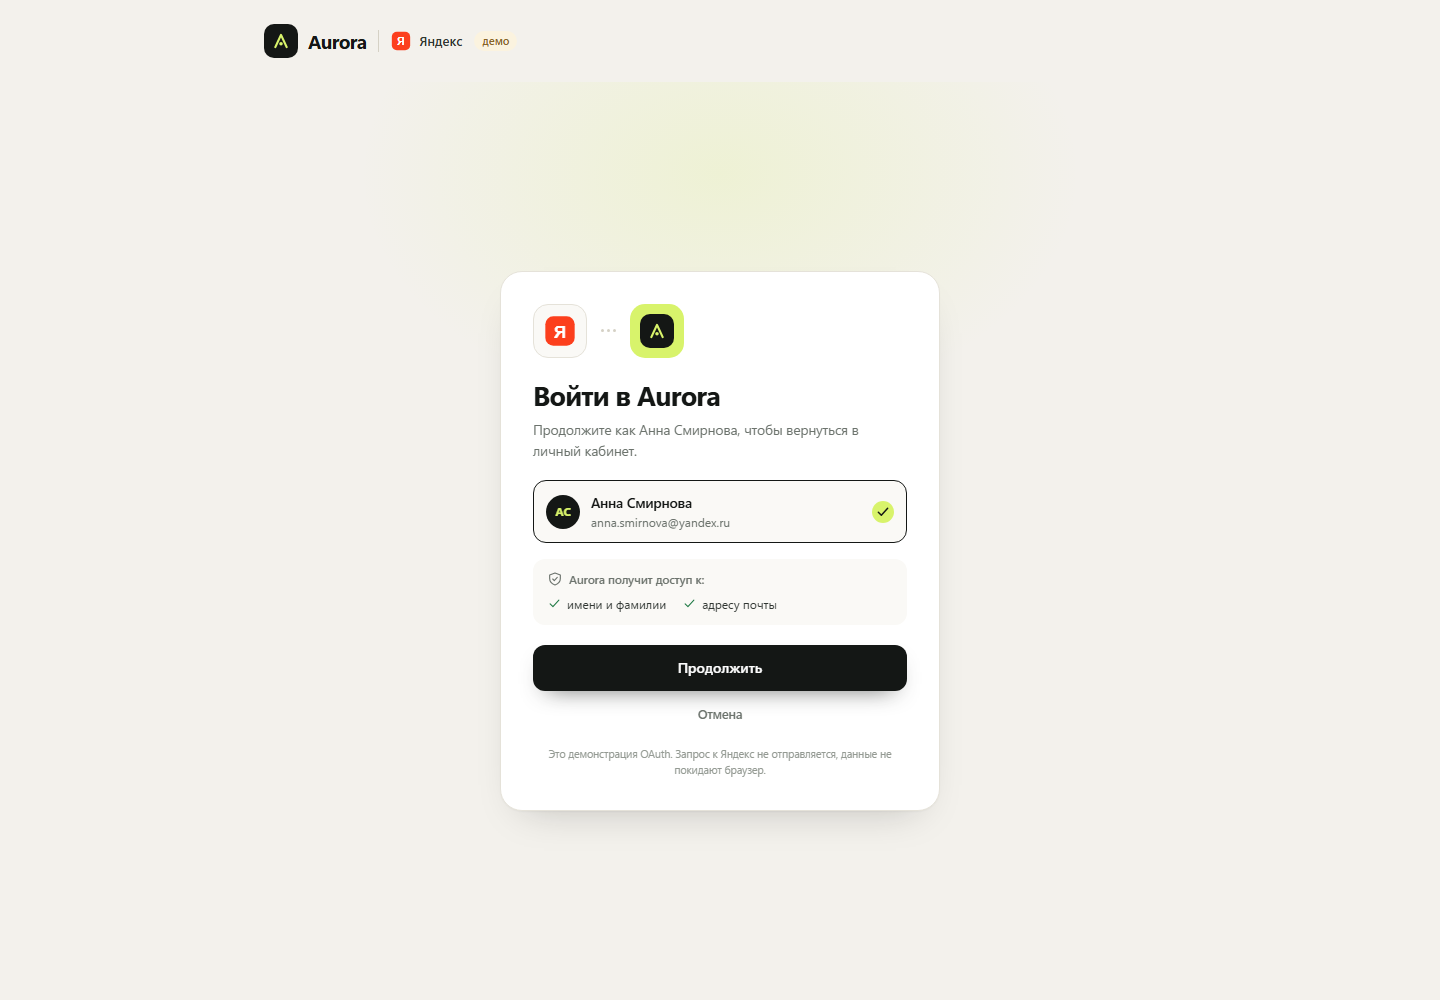 Aurora
Я Яндекс демо
Я
Войти в Aurora
Продолжите как Анна Смирнова, чтобы вернуться в
личный кабинет.
АС
Анна Смирнова
anna.smirnova@yandex.ru
Aurora получит доступ к:
имени и фамилии адресу почты
Продолжить
Отмена
Это демонстрация OAuth. Запрос к Яндекс не отправляется, данные не
покидают браузер.